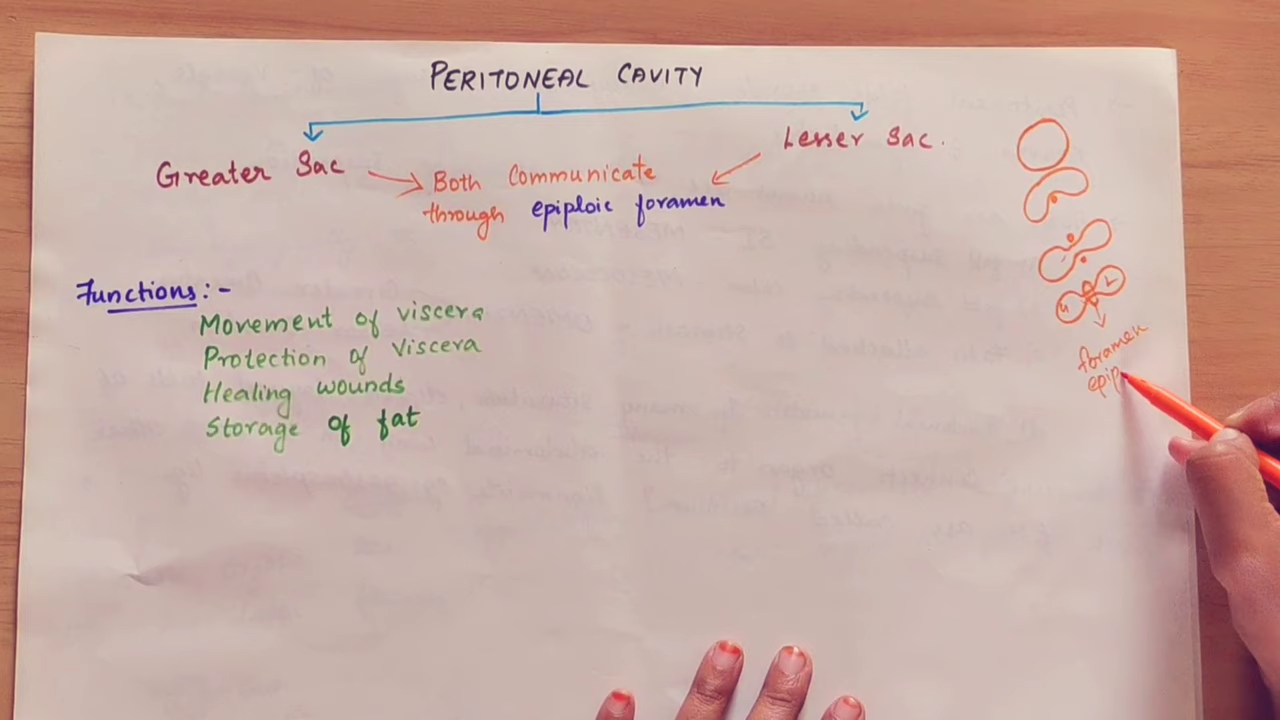 PERITONEAL CAVITY
Greater Sac
Lesser Sac.
Both Communicate
through epiploic foramen
Functions:-
Movement of viscera
Protection of viscera
Healing wounds
Storage of fat
L
foramen
epip